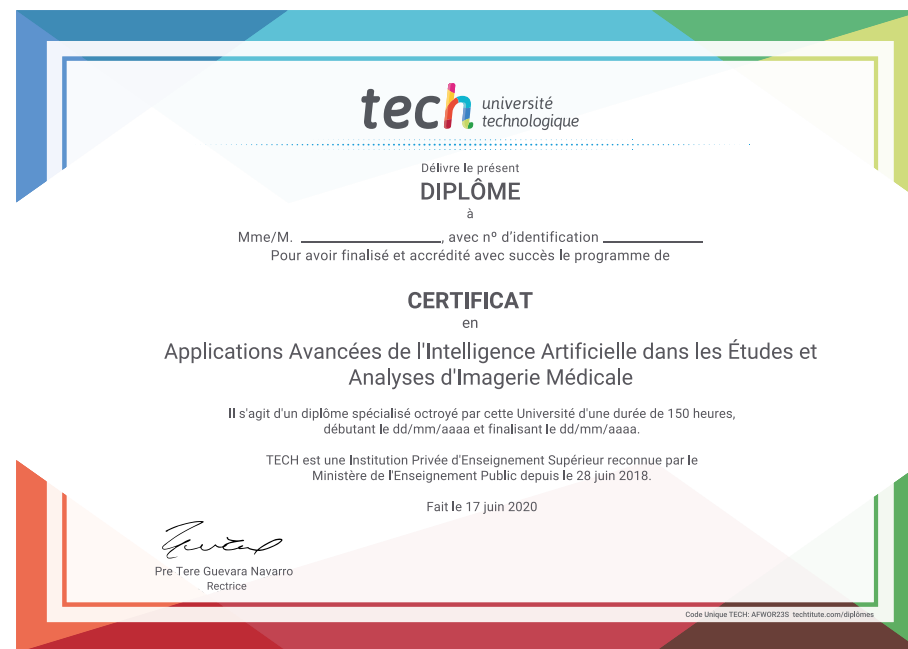 tech université
technologique
Délivre le présent
DIPLÔME
à
Mme/M. ____________________, avec nº d'identification ______________
Pour avoir finalisé et accrédité avec succès le programme de
CERTIFICAT
en
Applications Avancées de l'Intelligence Artificielle dans les Études et
Analyses d'Imagerie Médicale
Il s'agit d'un diplôme spécialisé octroyé par cette Université d'une durée de 150 heures,
débutant le dd/mm/aaaa et finalisant le dd/mm/aaaa.
TECH est une Institution Privée d'Enseignement Supérieur reconnue par le
Ministère de l'Enseignement Public depuis le 28 juin 2018.
Fait le 17 juin 2020
Pre Tere Guevara Navarro
Rectrice
Code Unique TECH: AFWOR23S techtitute.com/diplômes